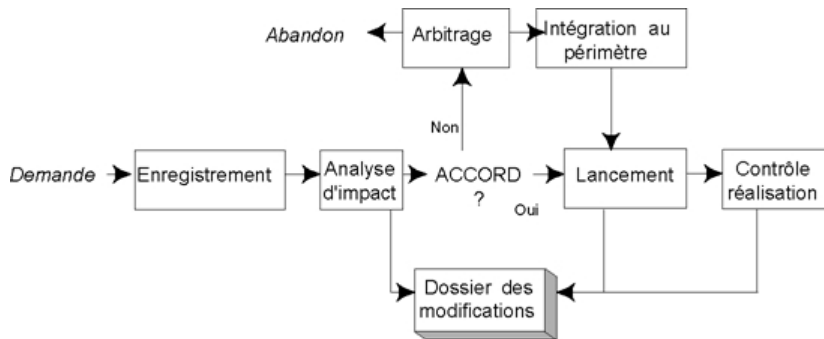 Abandon
Arbitrage
Intégration au
périmètre
Non
Demande
Enregistrement
Analyse
d'impact
ACCORD
?
Oui
Lancement
Contrôle
réalisation
Dossier des
modifications